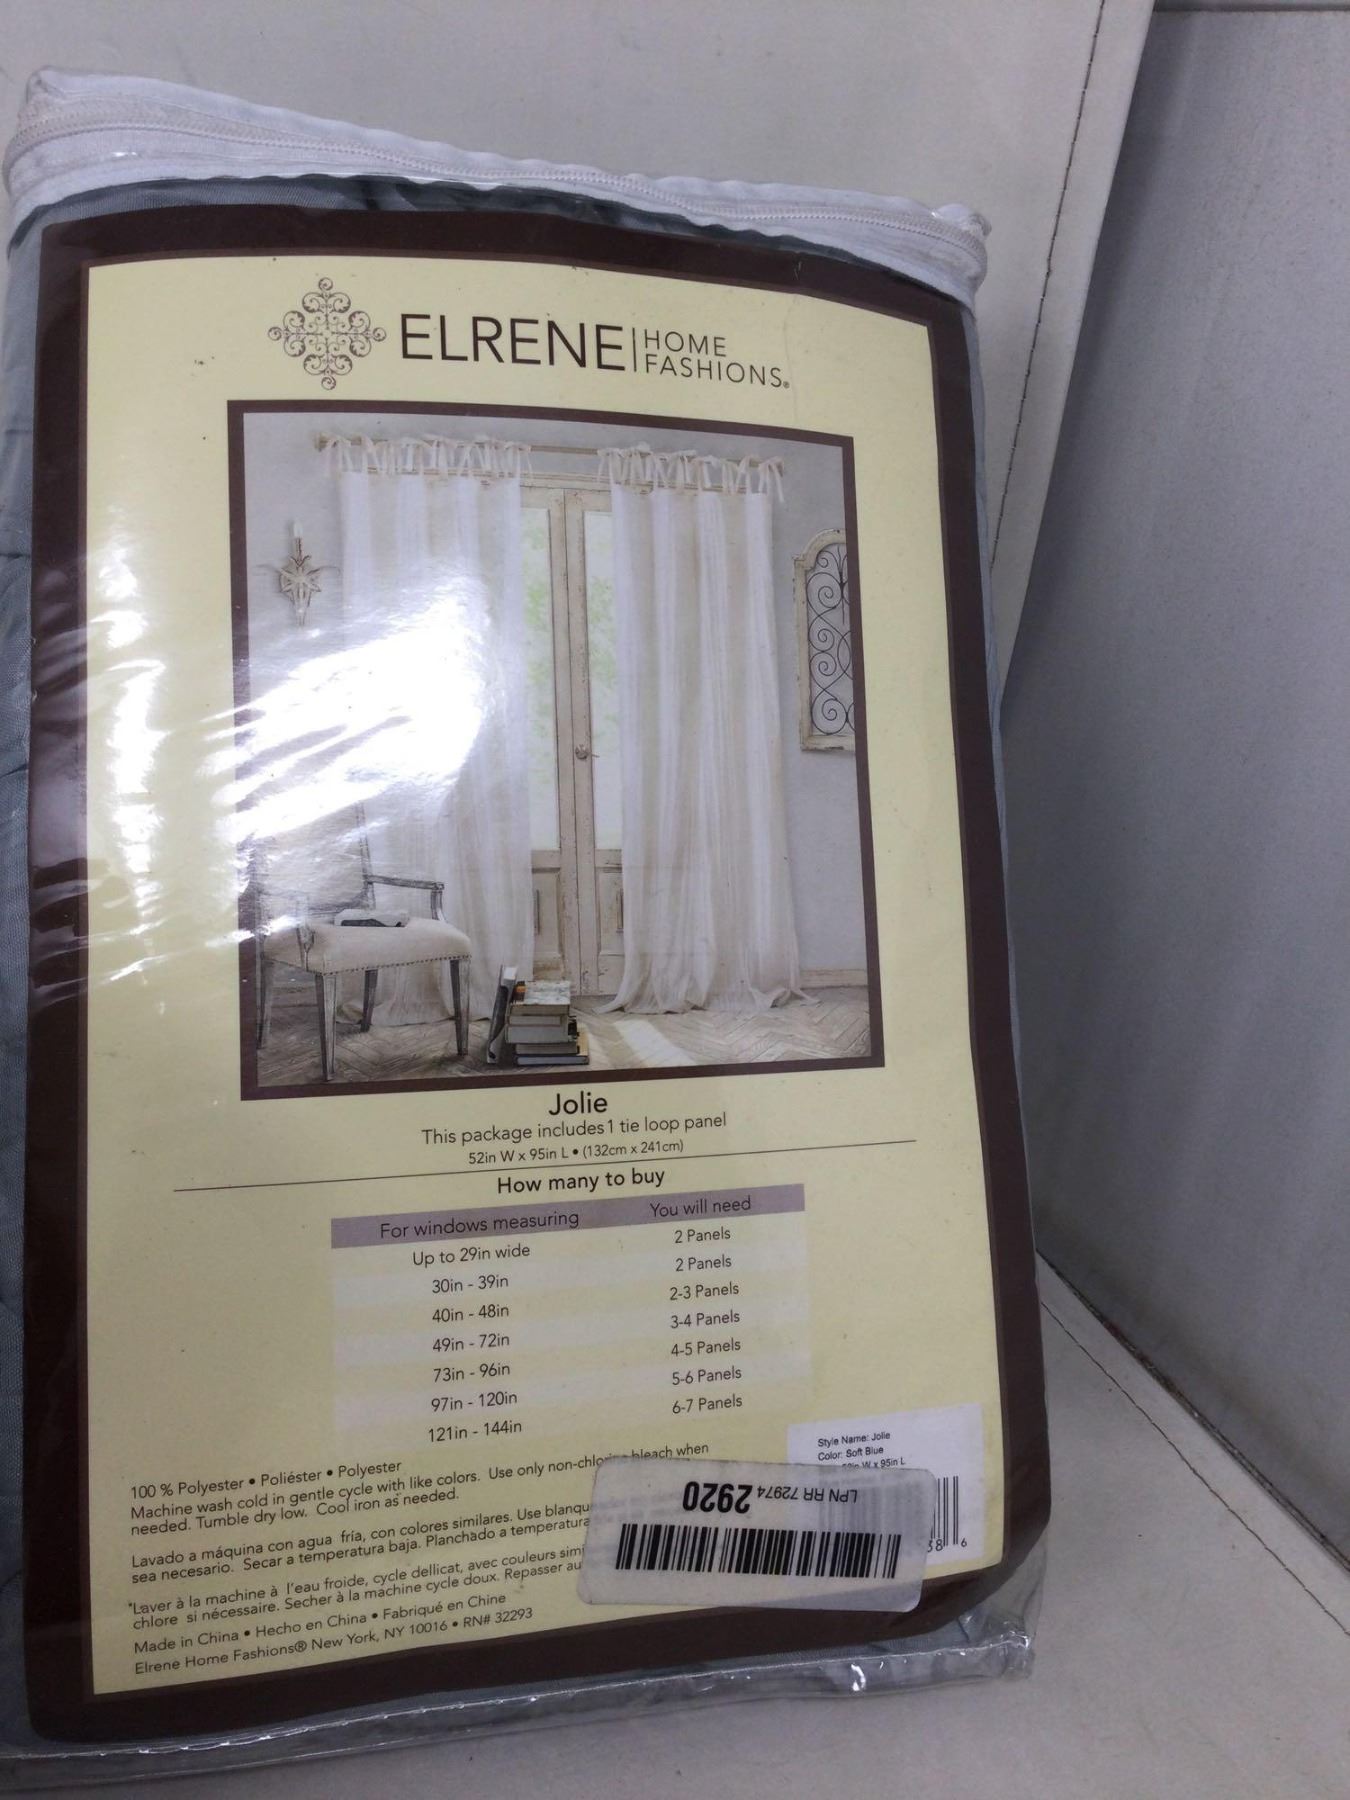 ELRENE HOME
FASHIONS®
Jolie
This package includes 1 tie loop panel
52in W x 95in L • (132cm x 241cm)
How many to buy
For windows measuring You will need
Up to 29in wide 2 Panels
30in - 39in 2 Panels
40in - 48in 2-3 Panels
49in - 72in 3-4 Panels
73in - 96in 4-5 Panels
97in - 120in 5-6 Panels
121in - 144in 6-7 Panels
100 % Polyester • Poliéster • Polyester
Machine wash cold in gentle cycle with like colors. Use only non-chlo bleach when
needed. Tumble dry low. Cool iron as needed.
Lavado a máquina con agua fría, con colores similares. Use blanqu
sea necesario. Secar a temperatura baja. Planchado a temperatura
*Laver à la machine à l'eau froide, cycle dellicat, avec couleurs simi
chlore si nécessaire. Secher à la machine cycle doux. Repasser au
Made in China • Hecho en China • Fabriqué en Chine
Elrene Home Fashions® New York, NY 10016 • RN# 32293
Style Name: Jolie
Color: Soft Blue
52in W x 95in L
38 6
LPN RR 72974 2920